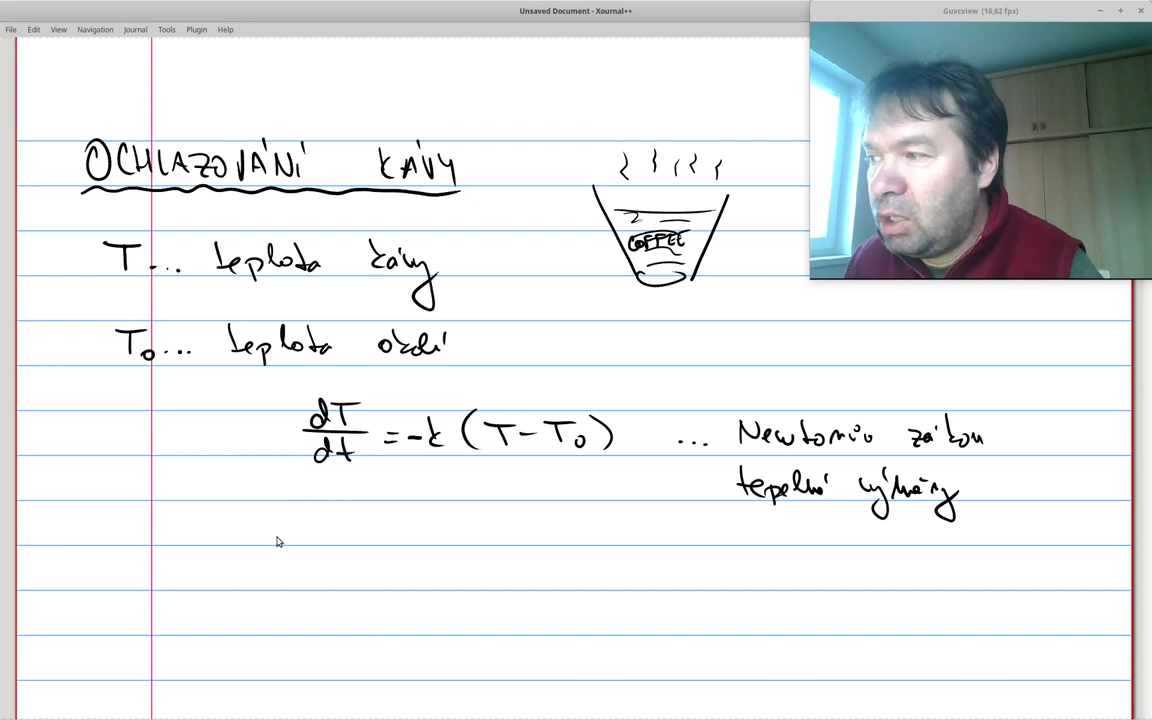 Unsaved Document - Xournal++
Guvcview (16,62 fps)
File Edit View Navigation Journal Tools Plugin Help
OCHLAZOVÁNÍ KÁVY
COFFEE
T... teplota kávy
T₀... teplota okolí
dT/dt = -k (T - T₀) ... Newtonův zákon
tepelné výměny